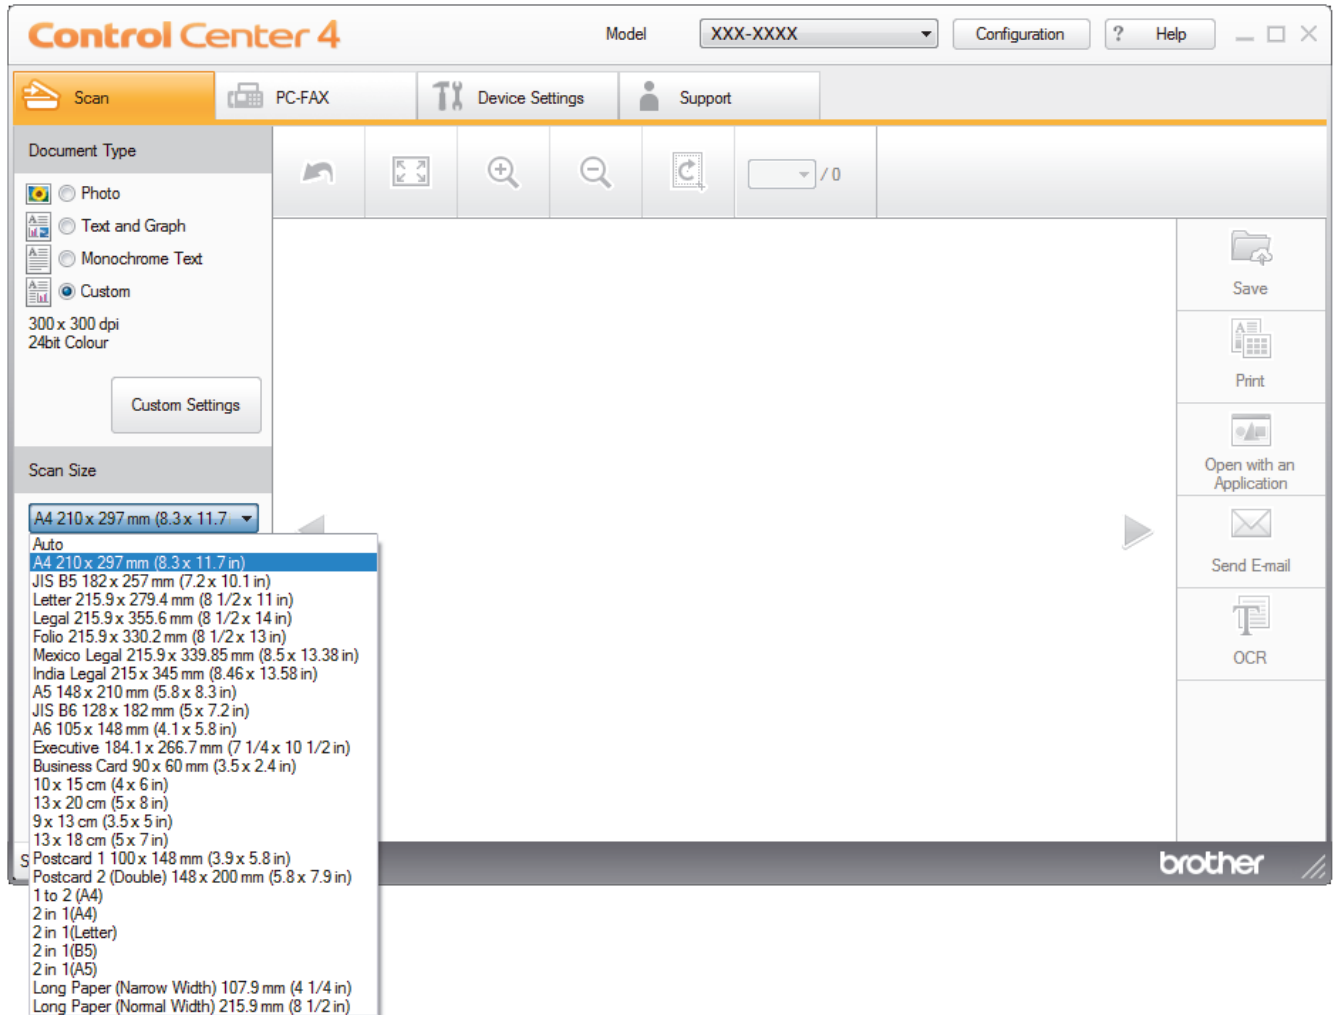 Control Center 4
Model
XXX-XXXX
Configuration
? Help
Scan
PC-FAX
Device Settings
Support
Document Type
Photo
Text and Graph
Monochrome Text
Custom
300 x 300 dpi
24bit Colour
Custom Settings
Scan Size
A4 210 x 297 mm (8.3 x 11.7
/ 0
Auto
A4 210 x 297 mm (8.3 x 11.7 in)
JIS B5 182 x 257 mm (7.2 x 10.1 in)
Letter 215.9 x 279.4 mm (8 1/2 x 11 in)
Legal 215.9 x 355.6 mm (8 1/2 x 14 in)
Folio 215.9 x 330.2 mm (8 1/2 x 13 in)
Mexico Legal 215.9 x 339.85 mm (8.5 x 13.38 in)
India Legal 215 x 345 mm (8.46 x 13.58 in)
A5 148 x 210 mm (5.8 x 8.3 in)
JIS B6 128 x 182 mm (5 x 7.2 in)
A6 105 x 148 mm (4.1 x 5.8 in)
Executive 184.1 x 266.7 mm (7 1/4 x 10 1/2 in)
Business Card 90 x 60 mm (3.5 x 2.4 in)
10 x 15 cm (4 x 6 in)
13 x 20 cm (5 x 8 in)
9 x 13 cm (3.5 x 5 in)
13 x 18 cm (5 x 7 in)
Postcard 1 100 x 148 mm (3.9 x 5.8 in)
Postcard 2 (Double) 148 x 200 mm (5.8 x 7.9 in)
1 to 2 (A4)
2 in 1(A4)
2 in 1(Letter)
2 in 1(B5)
2 in 1(A5)
Long Paper (Narrow Width) 107.9 mm (4 1/4 in)
Long Paper (Normal Width) 215.9 mm (8 1/2 in)
Save
Print
Open with an
Application
Send E-mail
OCR
brother